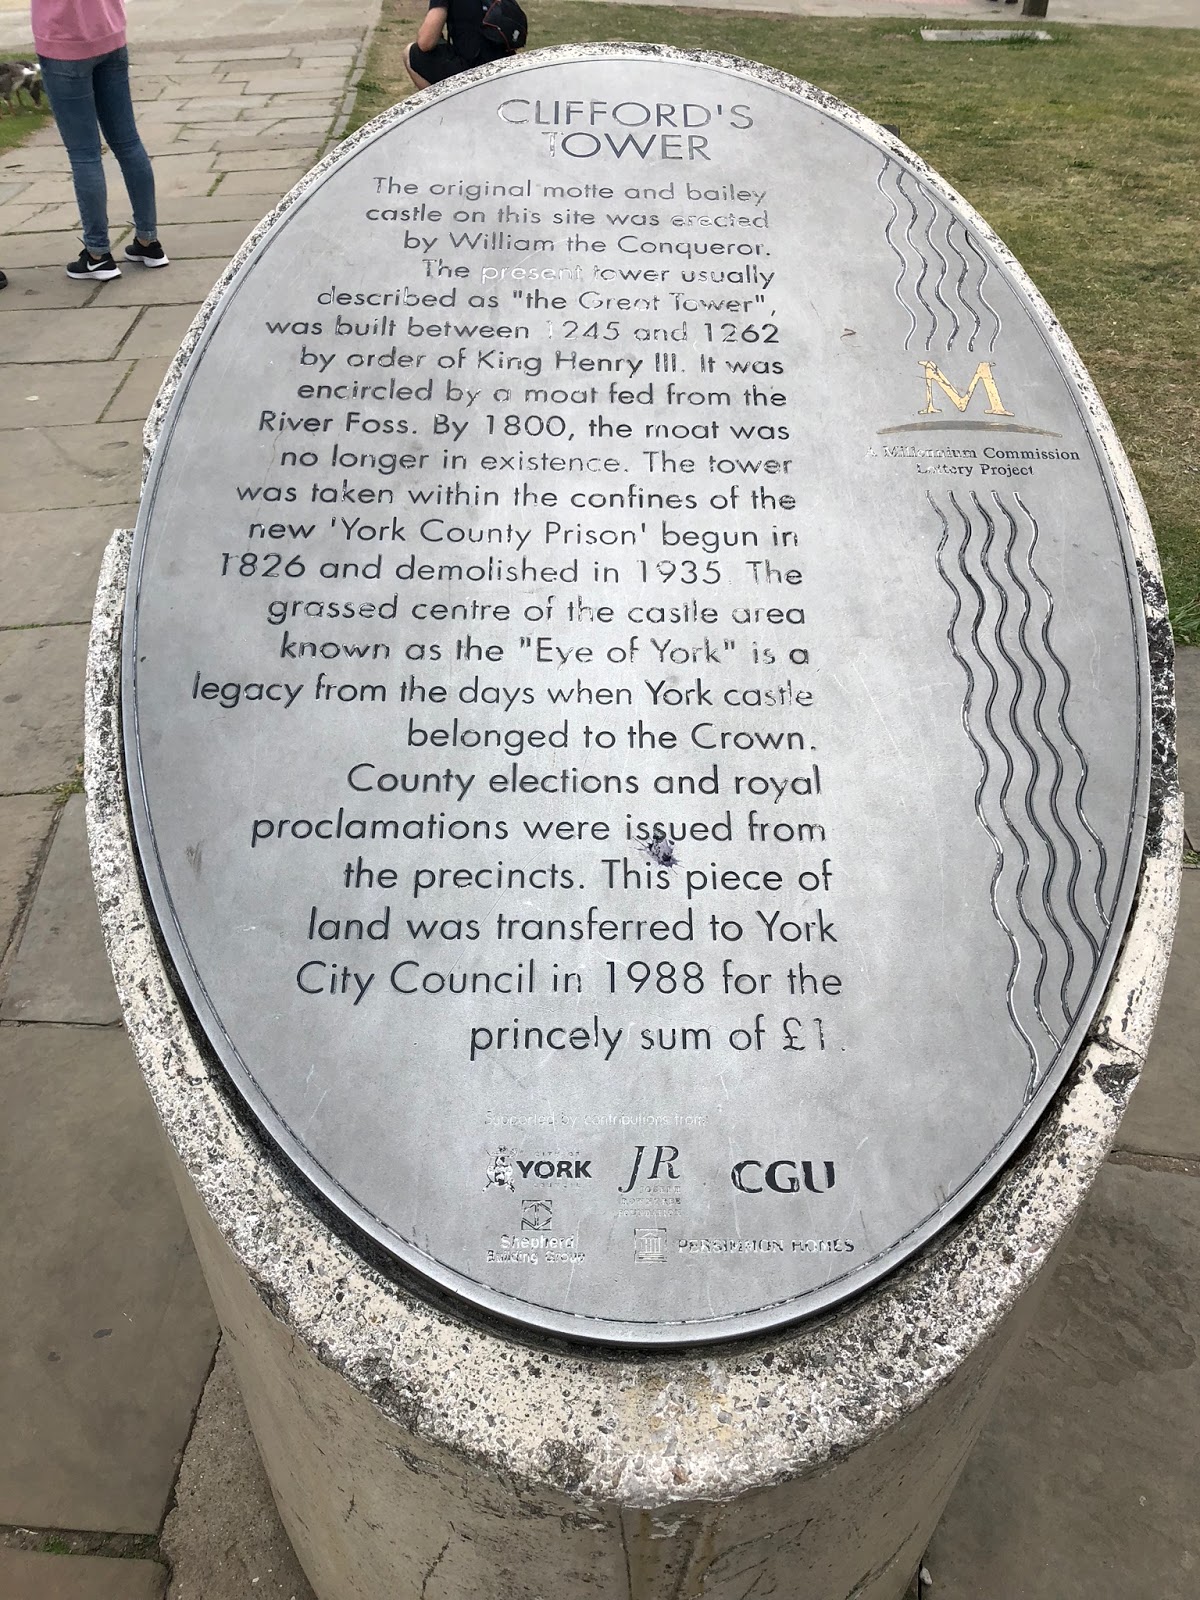 CLIFFORD'S
TOWER
The original motte and bailey
castle on this site was erected
by William the Conqueror.
The present tower usually
described as "the Great Tower",
was built between 1245 and 1262
by order of King Henry III. It was
encircled by a moat fed from the
River Foss. By 1800, the moat was
no longer in existence. The tower
was taken within the confines of the
new 'York County Prison' begun in
1826 and demolished in 1935. The
grassed centre of the castle area
known as the "Eye of York" is a
legacy from the days when York castle
belonged to the Crown.
County elections and royal
proclamations were issued from
the precincts. This piece of
land was transferred to York
City Council in 1988 for the
princely sum of £1.
M
A Millennium Commission
Lottery Project
Supported by contributions from:
CITY OF
YORK
COUNCIL
JR
JOSEPH
ROWNTREE
FOUNDATION
CGU
Shepherd
Building Group
PERSIMMON HOMES